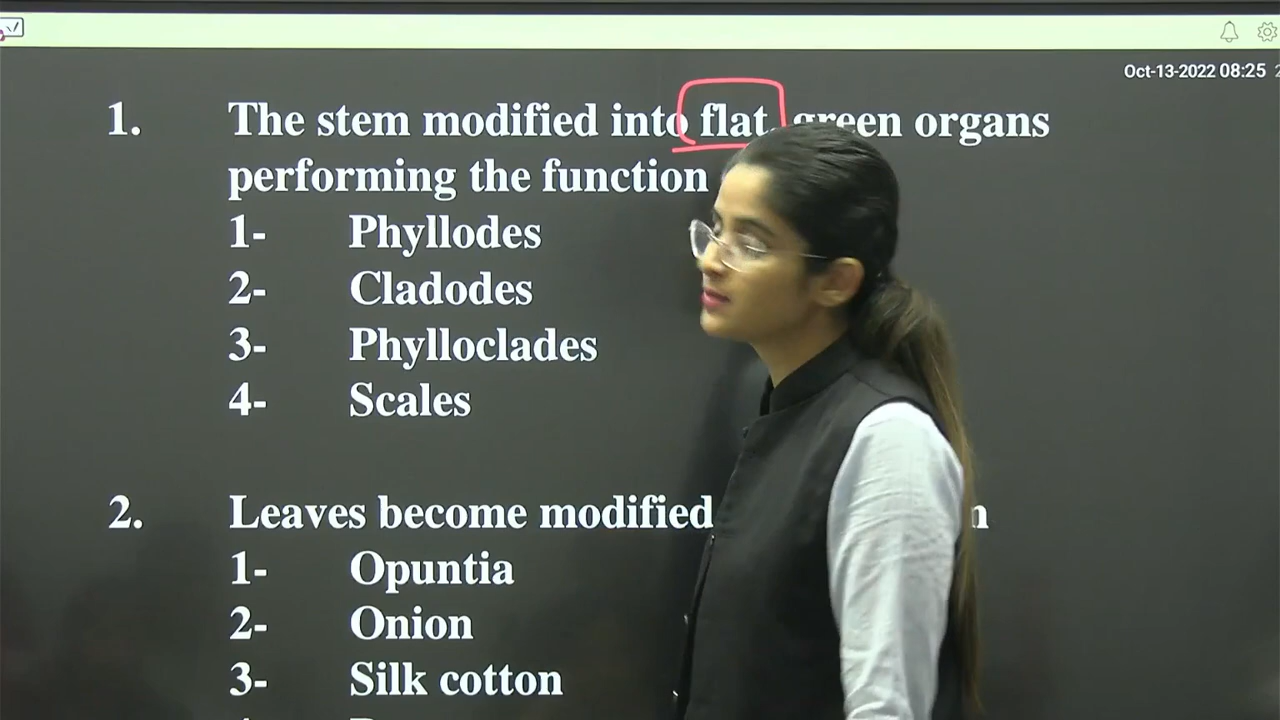 Oct-13-2022 08:25
1. The stem modified into flat, green organs
performing the function
1- Phyllodes
2- Cladodes
3- Phylloclades
4- Scales
2. Leaves become modified
1- Opuntia
2- Onion
3- Silk cotton